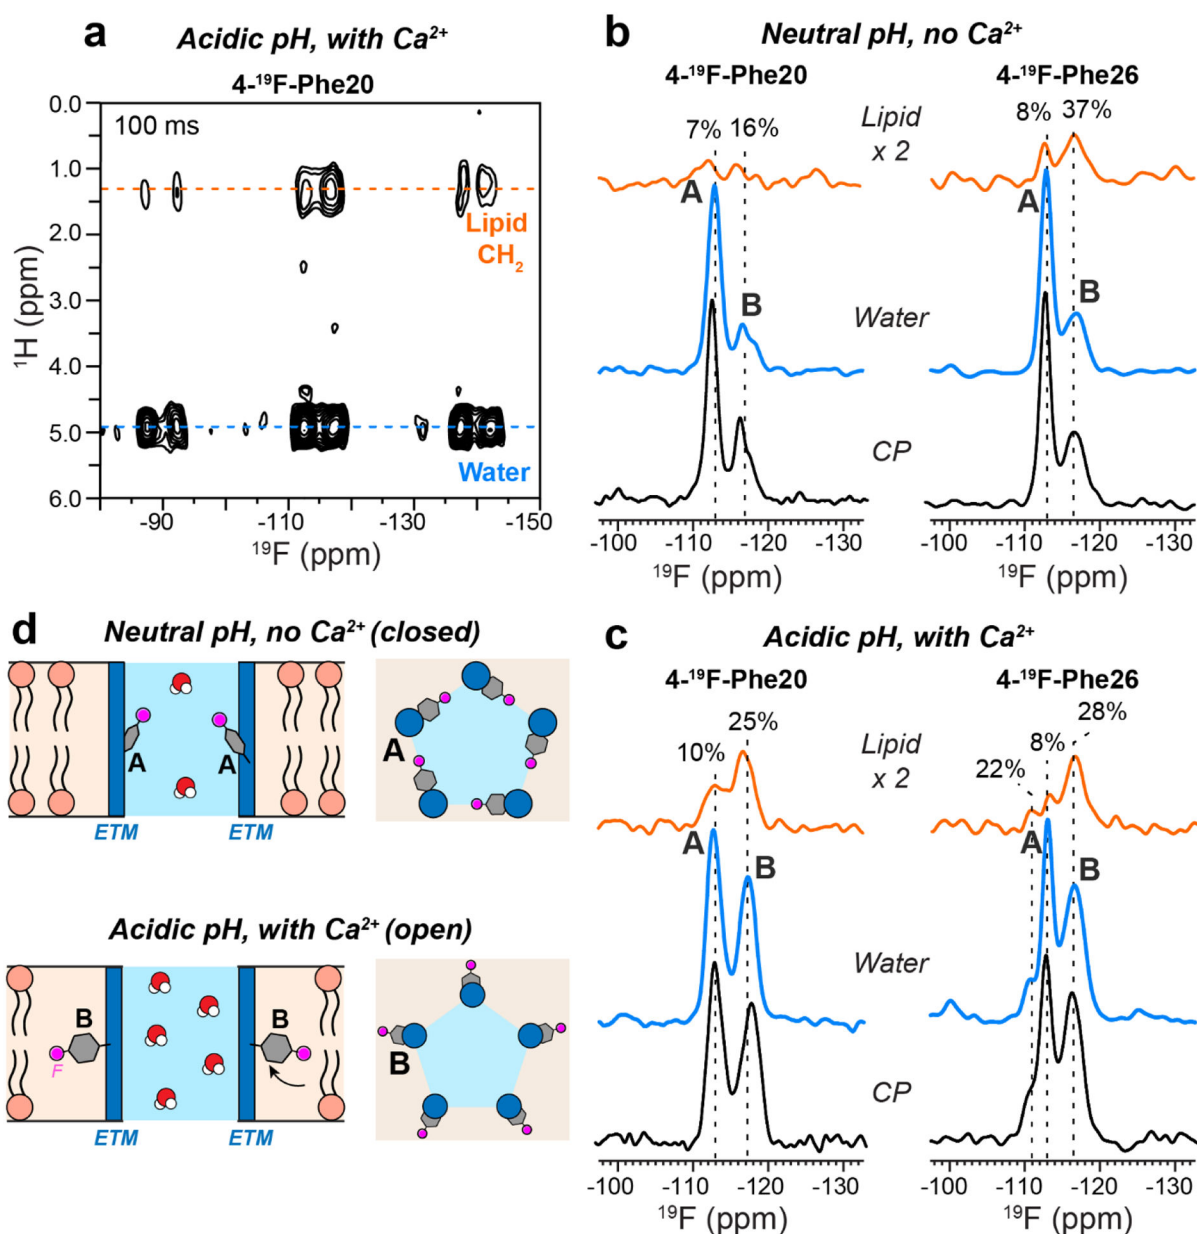 a
Acidic pH, with Ca²⁺
4-¹⁹F-Phe20
100 ms
0.0
1.0
2.0
3.0
4.0
5.0
6.0
¹H (ppm)
Lipid
CH₂
Water
-90
-110
-130
-150
¹⁹F (ppm)
b
Neutral pH, no Ca²⁺
4-¹⁹F-Phe20
4-¹⁹F-Phe26
7%
16%
Lipid
x 2
8%
37%
A
A
B
Water
B
CP
-100
-110
-120
-130
-100
-110
-120
-130
¹⁹F (ppm)
¹⁹F (ppm)
d
Neutral pH, no Ca²⁺ (closed)
A
A
ETM
ETM
A
Acidic pH, with Ca²⁺ (open)
B
B
F
ETM
ETM
B
c
Acidic pH, with Ca²⁺
4-¹⁹F-Phe20
4-¹⁹F-Phe26
10%
25%
Lipid
x 2
22%
8%
28%
A
B
A
B
Water
CP
-100
-110
-120
-130
-100
-110
-120
-130
¹⁹F (ppm)
¹⁹F (ppm)